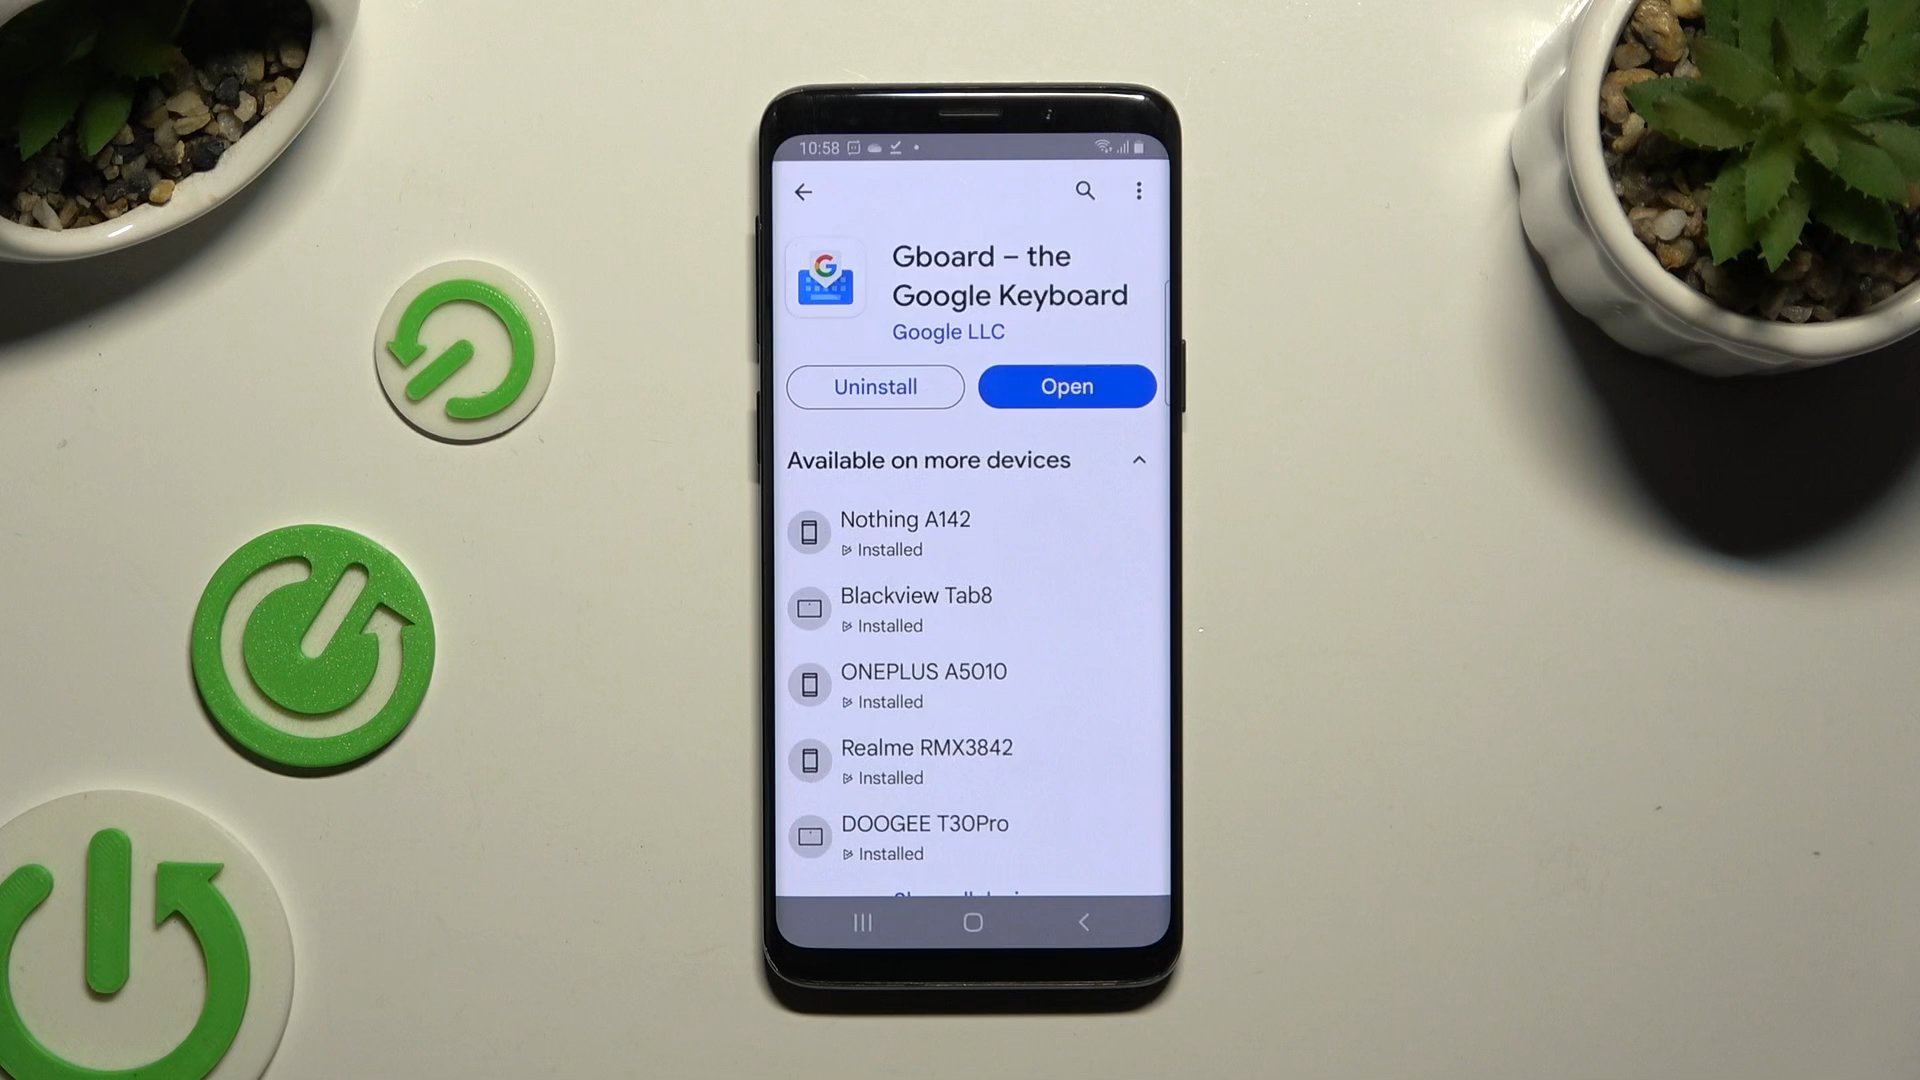 10:58
Gboard – the
Google Keyboard
Google LLC
Uninstall
Open
Available on more devices
Nothing A142
Installed
Blackview Tab8
Installed
ONEPLUS A5010
Installed
Realme RMX3842
Installed
DOOGEE T30Pro
Installed